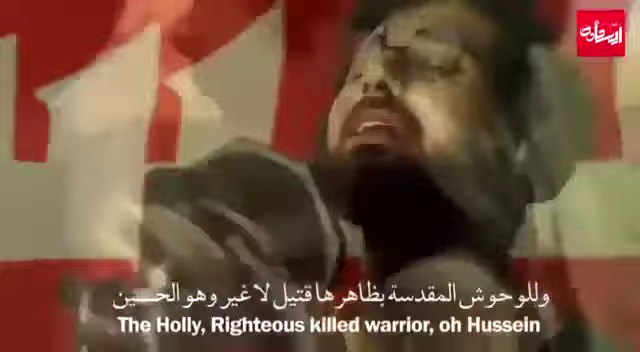 وللوحوش المقدسة بظاهرها قتيل لا غير وهو الحسين
The Holly, Righteous killed warrior, oh Hussein